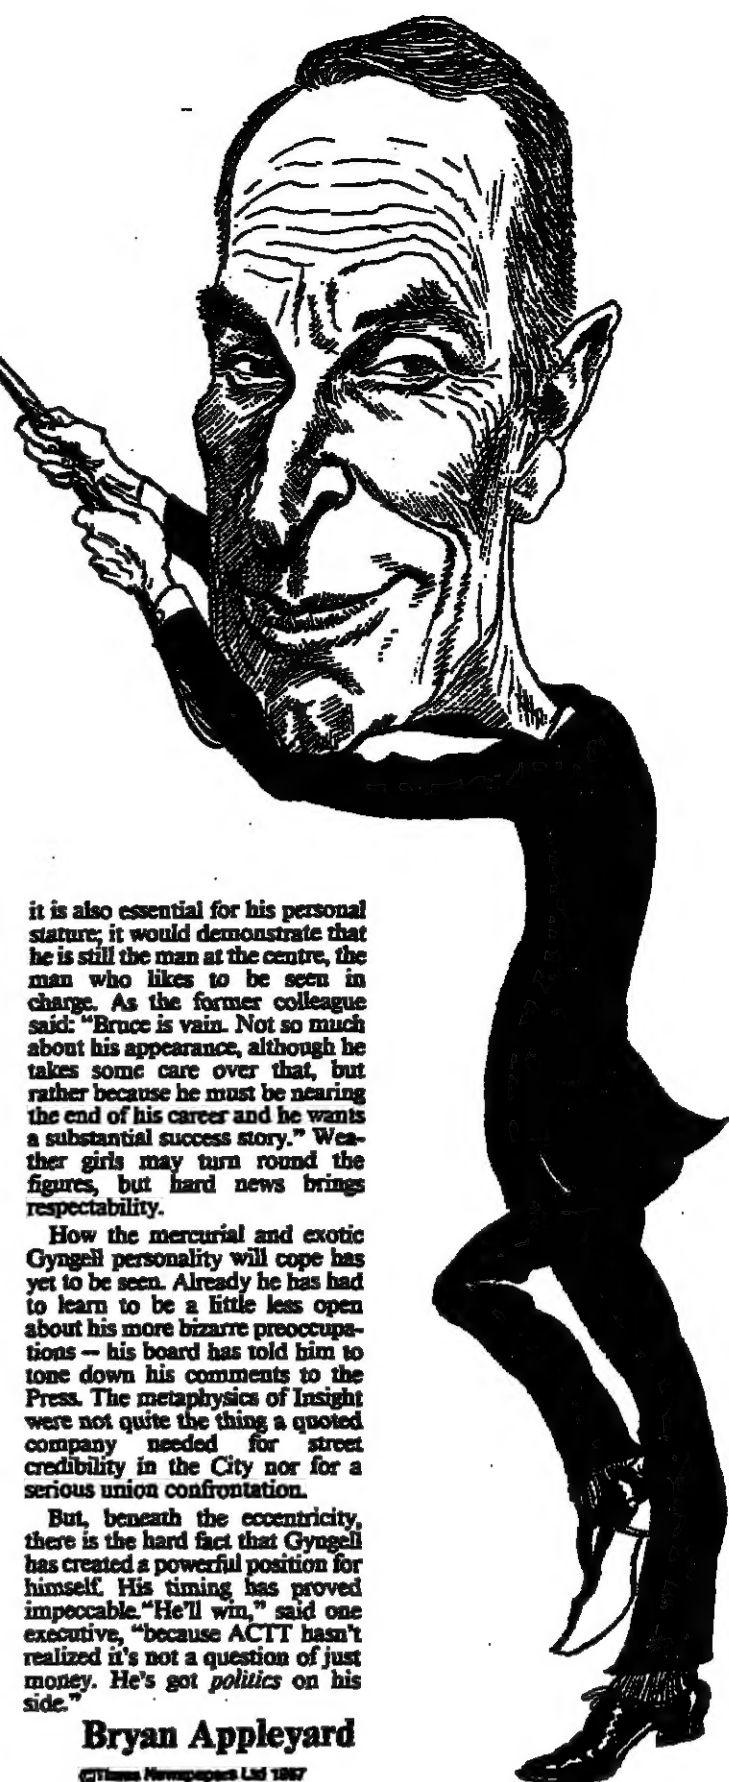 it is also essential for his personal
stature; it would demonstrate that
he is still the man at the centre, the
man who likes to be seen in
charge. As the former colleague
said: “Bruce is vain. Not so much
about his appearance, although he
takes some care over that, but
rather because he must be nearing
the end of his career and he wants
a substantial success story.” Wea-
ther girls may turn round the
figures, but hard news brings
respectability.
How the mercurial and exotic
Gyngell personality will cope has
yet to be seen. Already he has had
to learn to be a little less open
about his more bizarre preoccupa-
tions — his board has told him to
tone down his comments to the
Press. The metaphysics of Insight
were not quite the thing a quoted
company needed for street
credibility in the City nor for a
serious union confrontation.
But, beneath the eccentricity,
there is the hard fact that Gyngell
has created a powerful position for
himself. His timing has proved
impeccable.“He’ll win,” said one
executive, “because ACTT hasn’t
realized it’s not a question of just
money. He’s got politics on his
side.”
Bryan Appleyard
©Times Newspapers Ltd 1987